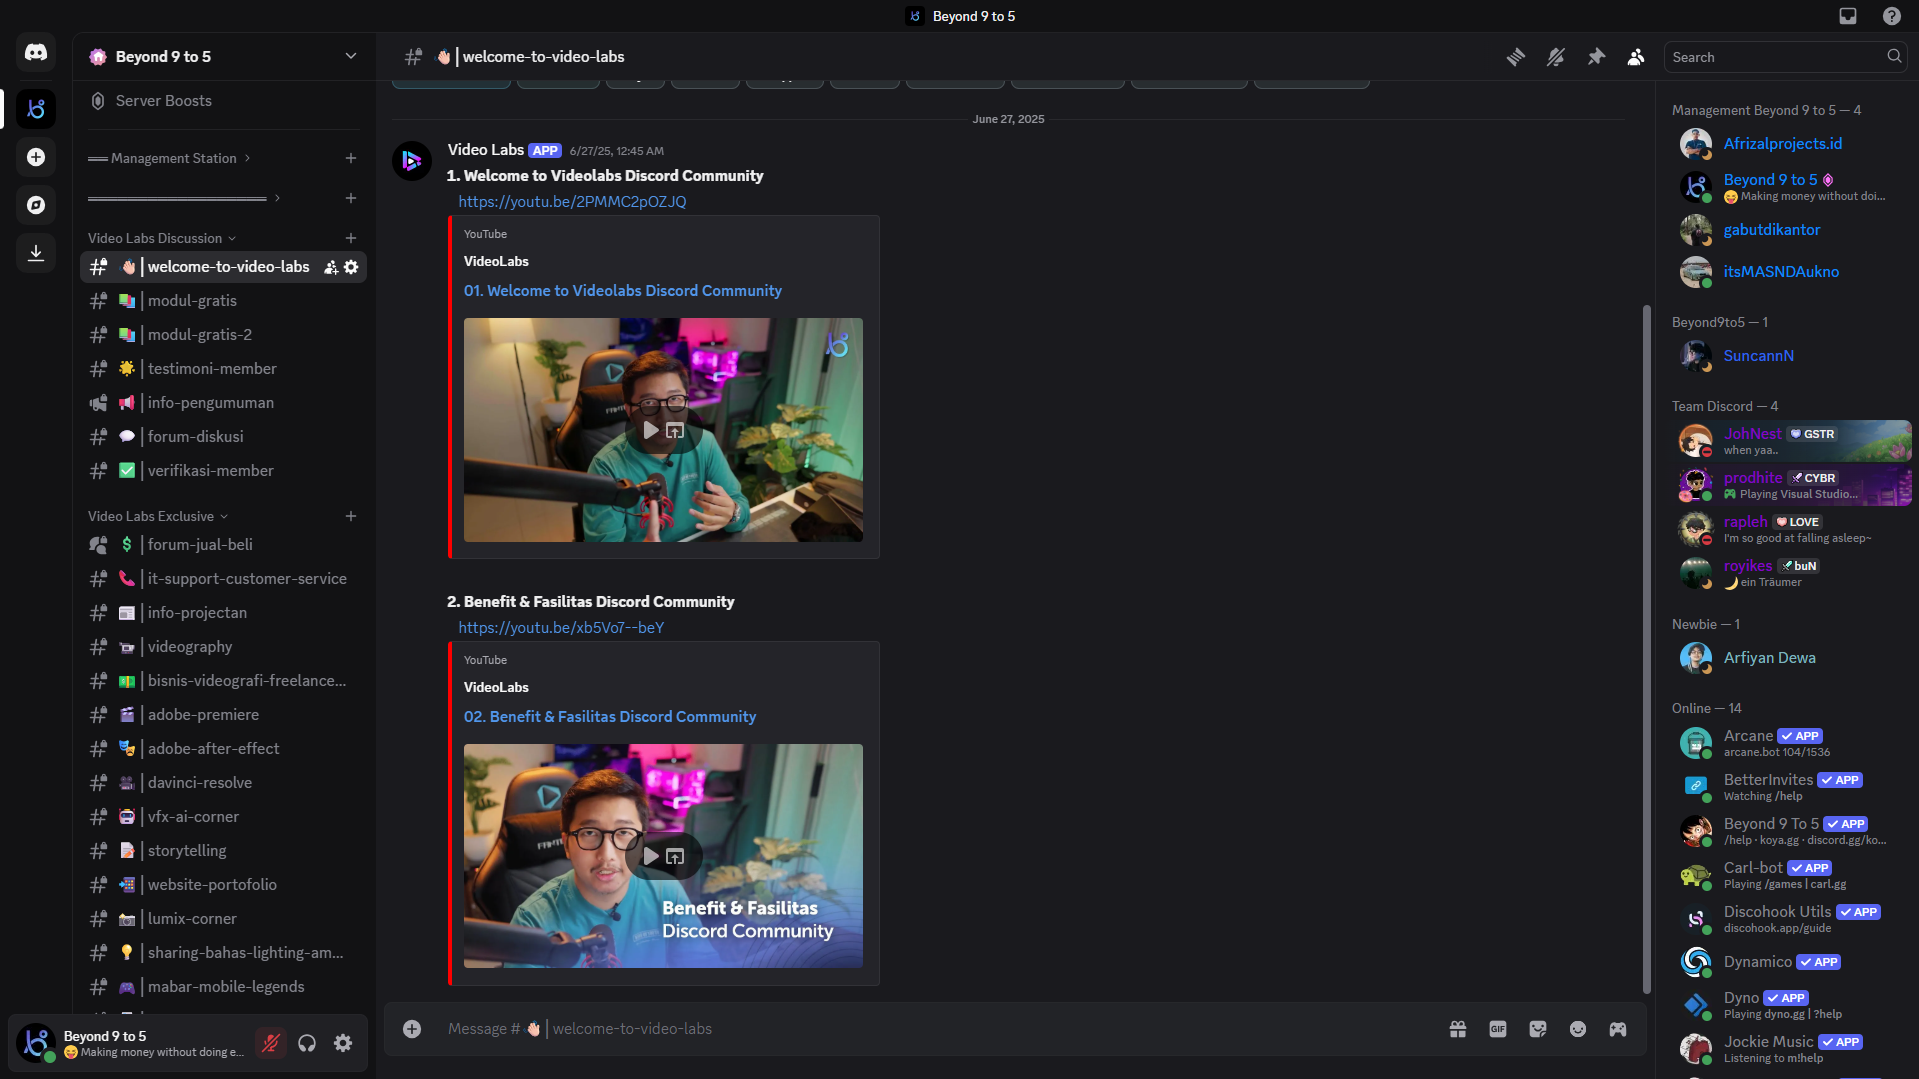 Beyond 9 to 5
Beyond 9 to 5
Server Boosts
Management Station
Video Labs Discussion
welcome-to-video-labs
modul-gratis
modul-gratis-2
testimoni-member
info-pengumuman
forum-diskusi
verifikasi-member
Video Labs Exclusive
forum-jual-beli
it-support-customer-service
info-projectan
videography
bisnis-videografi-freelance...
adobe-premiere
adobe-after-effect
davinci-resolve
vfx-ai-corner
storytelling
website-portofolio
lumix-corner
sharing-bahas-lighting-am...
mabar-mobile-legends
Beyond 9 to 5
😝 Making money without doing e...
# 👋🏻 | welcome-to-video-labs
Search
June 27, 2025
Video Labs APP 6/27/25, 12:45 AM
1. Welcome to Videolabs Discord Community
https://youtu.be/2PMMC2pOZJQ
YouTube
VideoLabs
01. Welcome to Videolabs Discord Community
2. Benefit & Fasilitas Discord Community
https://youtu.be/xb5Vo7--beY
YouTube
VideoLabs
02. Benefit & Fasilitas Discord Community
Benefit & Fasilitas
Discord Community
Message # 👋🏻 | welcome-to-video-labs
GIF
Management Beyond 9 to 5 — 4
Afrizalprojects.id
Beyond 9 to 5
😝 Making money without doi...
gabutdikantor
itsMASNDAukno
Beyond9to5 — 1
SuncannN
Team Discord — 4
JohNest GSTR
when yaa..
prodhite CYBR
Playing Visual Studio...
rapleh LOVE
I'm so good at falling asleep~
royikes buN
🌙 ein Träumer
Newbie — 1
Arfiyan Dewa
Online — 14
Arcane ✓ APP
arcane.bot 104/1536
BetterInvites ✓ APP
Watching /help
Beyond 9 To 5 ✓ APP
/help · koya.gg · discord.gg/ko...
Carl-bot ✓ APP
Playing /games | carl.gg
Discohook Utils ✓ APP
discohook.app/guide
Dynamico ✓ APP
Dyno ✓ APP
Playing dyno.gg | ?help
Jockie Music ✓ APP
Listening to m!help